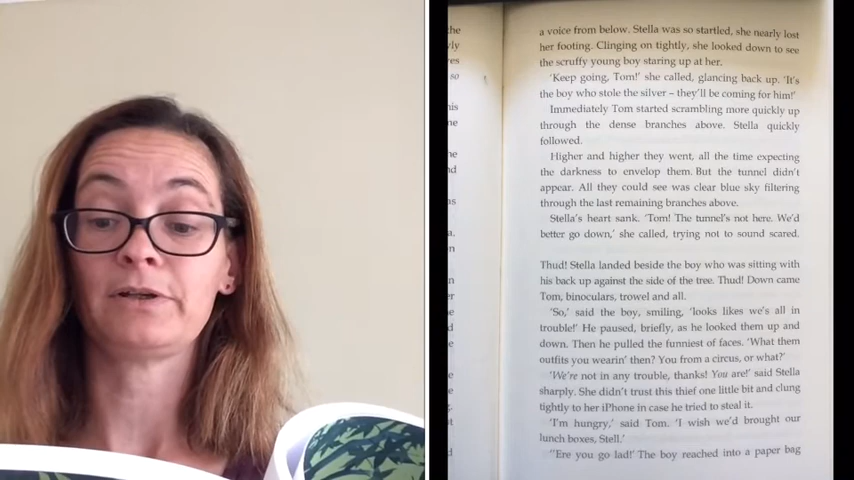 the
ly
res
so
his
ne
he
nd
as
a.
n
n
er
e
d
e
e
e
g.
t
d
a voice from below. Stella was so startled, she nearly lost
her footing. Clinging on tightly, she looked down to see
the scruffy young boy staring up at her.
'Keep going, Tom!' she called, glancing back up. 'It's
the boy who stole the silver – they'll be coming for him!'
Immediately Tom started scrambling more quickly up
through the dense branches above. Stella quickly
followed.
Higher and higher they went, all the time expecting
the darkness to envelop them. But the tunnel didn't
appear. All they could see was clear blue sky filtering
through the last remaining branches above.
Stella's heart sank. 'Tom! The tunnel's not here. We'd
better go down,' she called, trying not to sound scared.
Thud! Stella landed beside the boy who was sitting with
his back up against the side of the tree. Thud! Down came
Tom, binoculars, trowel and all.
'So,' said the boy, smiling, 'looks likes we's all in
trouble!' He paused, briefly, as he looked them up and
down. Then he pulled the funniest of faces. 'What them
outfits you wearin' then? You from a circus, or what?'
'We're not in any trouble, thanks! You are!' said Stella
sharply. She didn't trust this thief one little bit and clung
tightly to her iPhone in case he tried to steal it.
'I'm hungry,' said Tom. 'I wish we'd brought our
lunch boxes, Stell.'
''Ere you go lad!' The boy reached into a paper bag